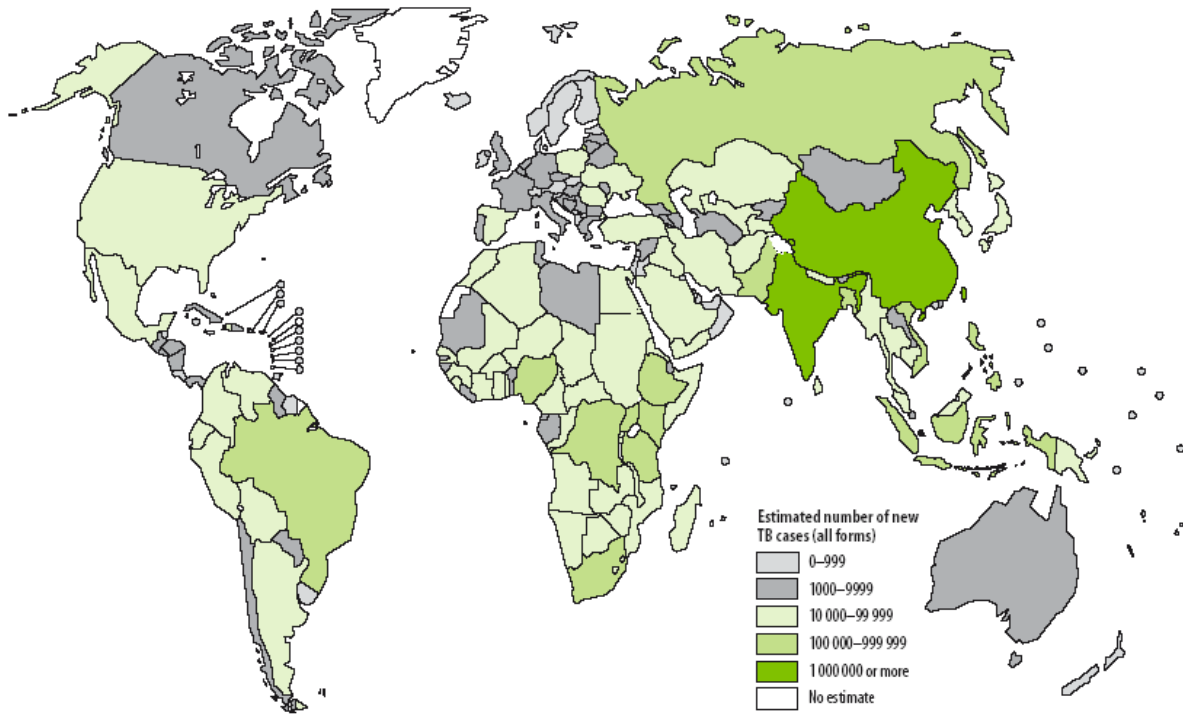 Estimated number of new
TB cases (all forms)
0–999
1000–9999
10 000–99 999
100 000–999 999
1 000 000 or more
No estimate